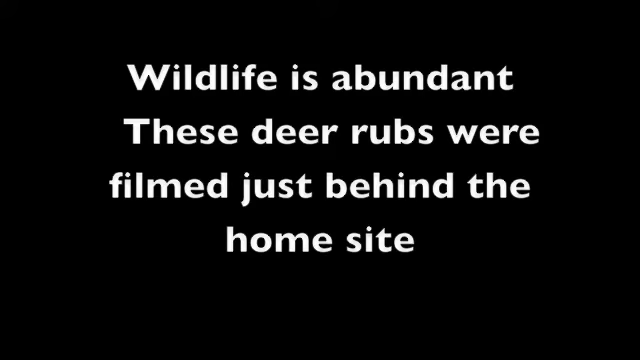 Wildlife is abundant
These deer rubs were
filmed just behind the
home site